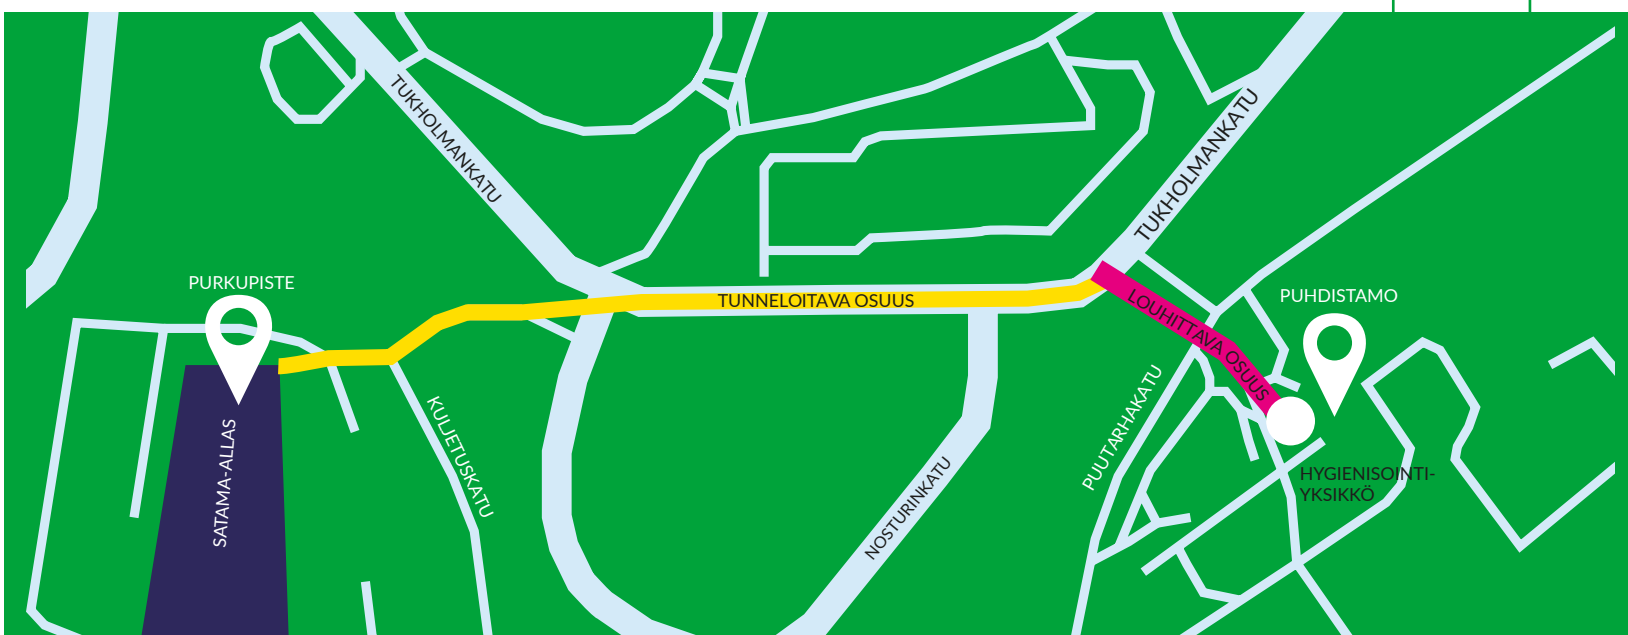 TUKHOLMANKATU
TUKHOLMANKATU
PURKUPISTE
TUNNELOITAVA OSUUS
LOUHITTAVA OSUUS
PUHDISTAMO
PUUTARHAKATU
KULJETUSKATU
SATAMA-ALLAS
NOSTURINKATU
HYGIENISOINTI-
YKSIKKÖ